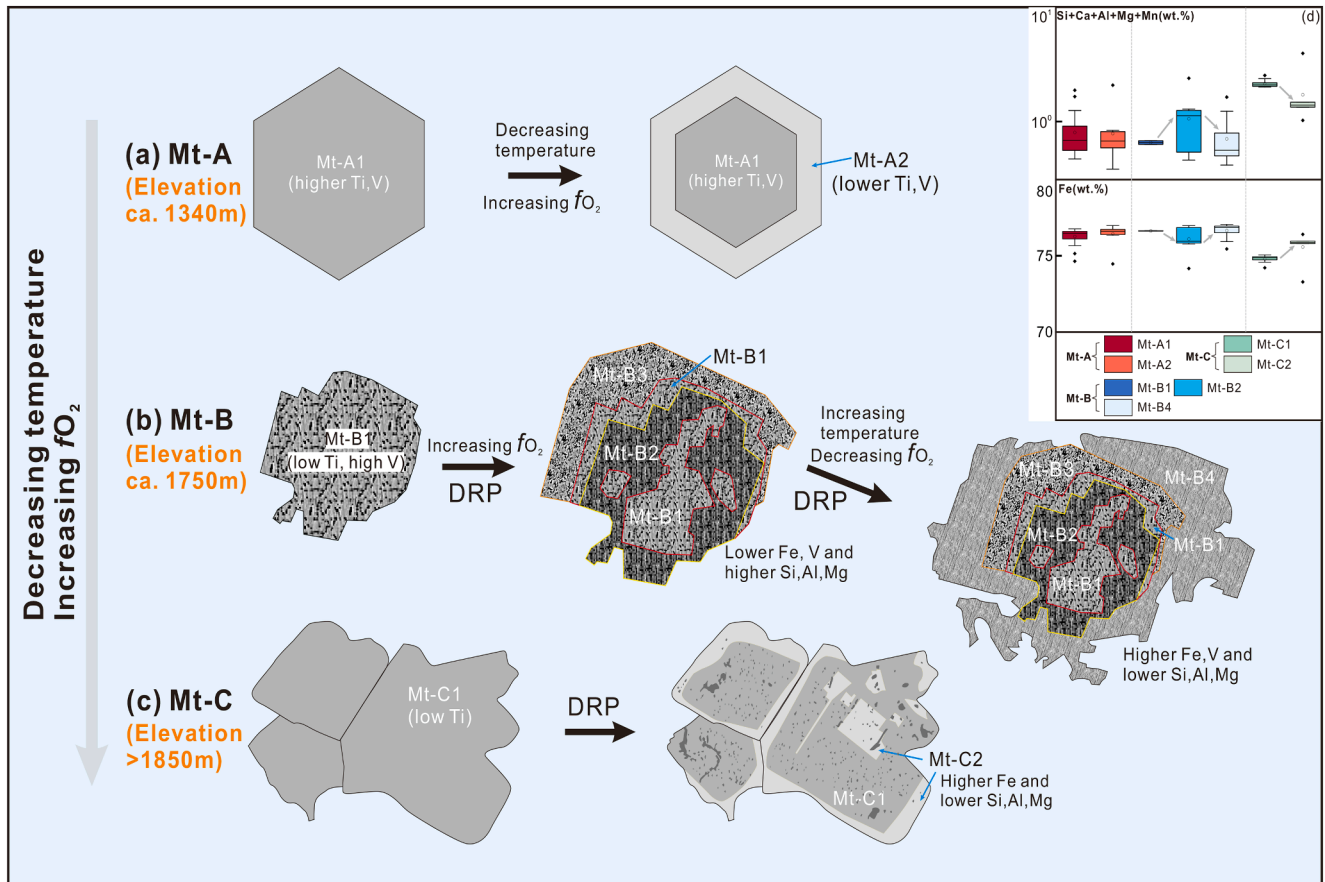 Decreasing temperature
Increasing fO2
(a) Mt-A
(Elevation
ca. 1340m)
Mt-A1
(higher Ti,V)
Decreasing
temperature
Increasing fO2
Mt-A1
(higher Ti,V)
Mt-A2
(lower Ti,V)
(b) Mt-B
(Elevation
ca. 1750m)
Mt-B1
(low Ti, high V)
Increasing fO2
DRP
Mt-B1
Mt-B3
Mt-B2
Mt-B1
Lower Fe, V and
higher Si,Al,Mg
Increasing
temperature
Decreasing fO2
DRP
Mt-B3
Mt-B4
Mt-B2
Mt-B1
Mt-B1
Higher Fe,V and
lower Si,Al,Mg
(c) Mt-C
(Elevation
>1850m)
Mt-C1
(low Ti)
DRP
Mt-C2
Higher Fe and
lower Si,Al,Mg
Mt-C1
10^1
Si+Ca+Al+Mg+Mn(wt.%)
(d)
10^0
80
Fe(wt.%)
75
70
Mt-A
Mt-A1
Mt-A2
Mt-C
Mt-C1
Mt-C2
Mt-B
Mt-B1
Mt-B2
Mt-B4